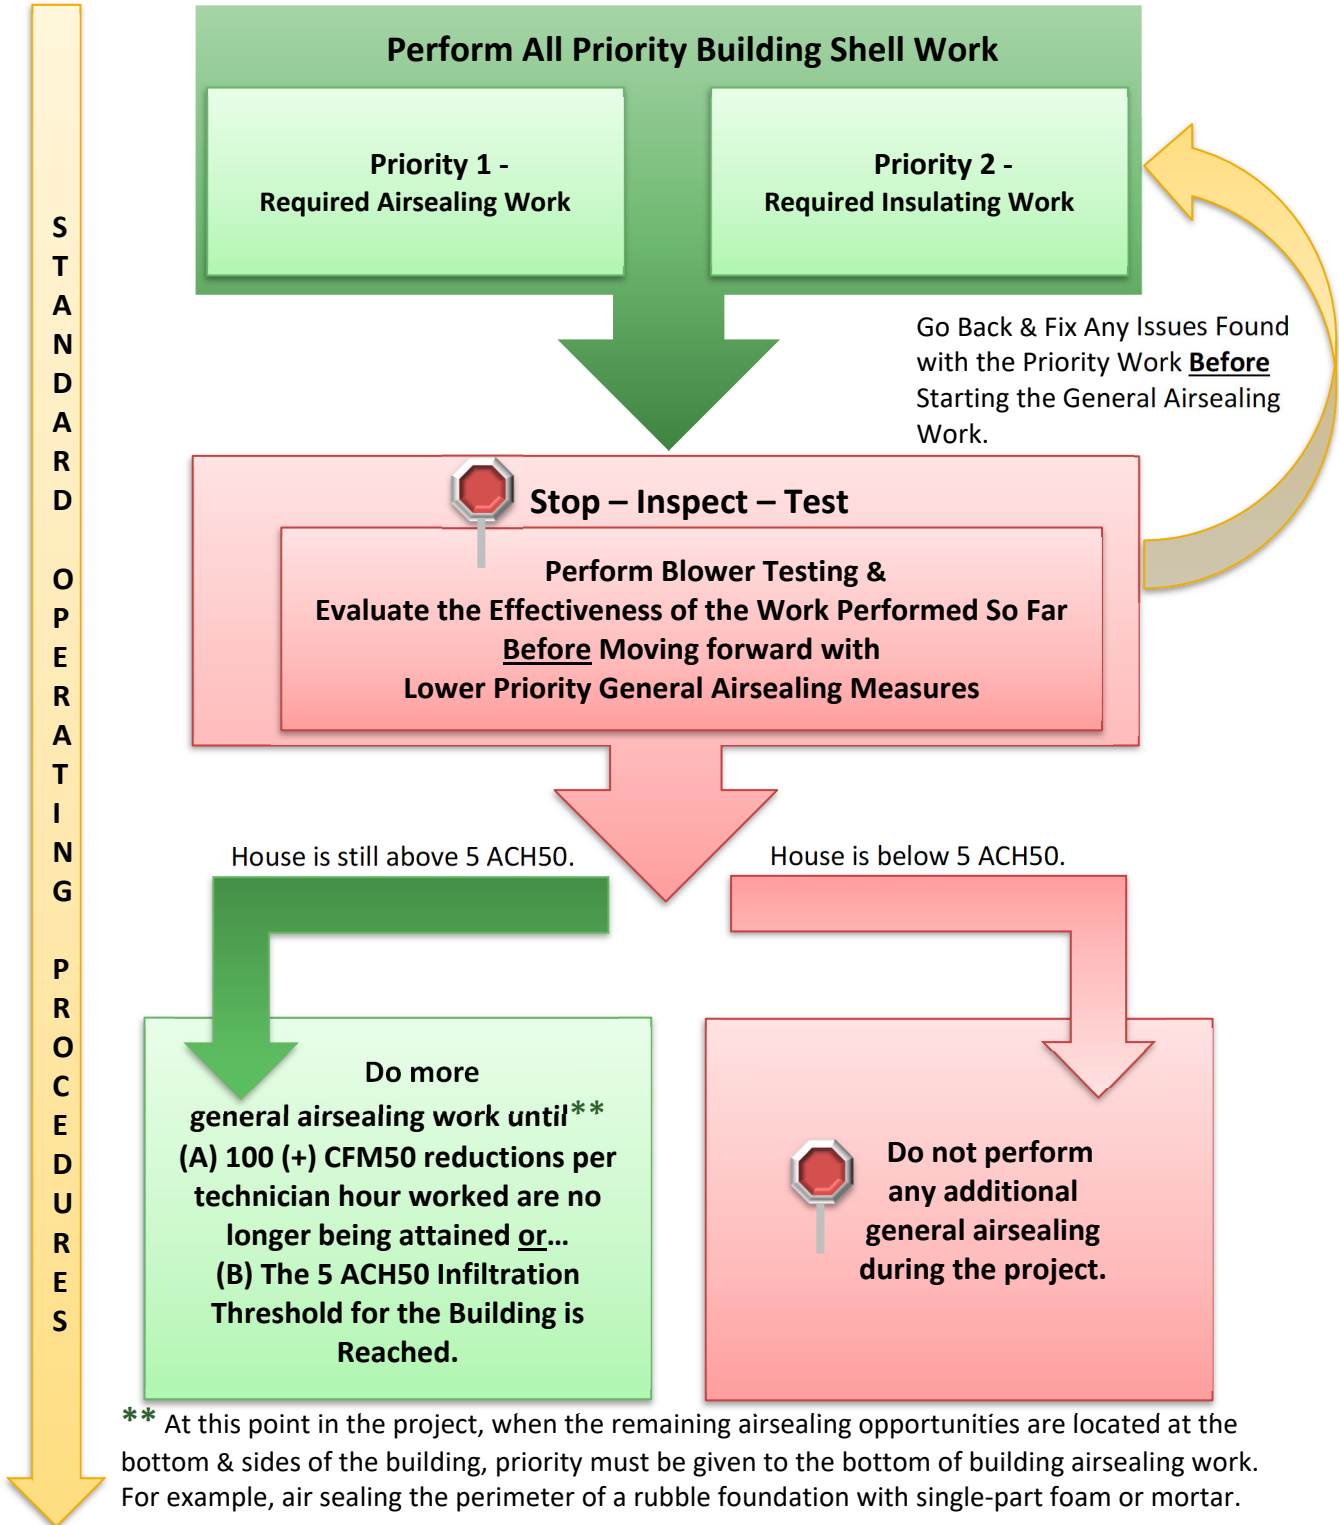 STANDARD OPERATING PROCEDURES
Perform All Priority Building Shell Work
Priority 1 -
Required Airsealing Work
Priority 2 -
Required Insulating Work
Go Back & Fix Any Issues Found
with the Priority Work Before
Starting the General Airsealing
Work.
Stop – Inspect – Test
Perform Blower Testing &
Evaluate the Effectiveness of the Work Performed So Far
Before Moving forward with
Lower Priority General Airsealing Measures
House is still above 5 ACH50.
House is below 5 ACH50.
Do more
general airsealing work until**
(A) 100 (+) CFM50 reductions per
technician hour worked are no
longer being attained or…
(B) The 5 ACH50 Infiltration
Threshold for the Building is
Reached.
Do not perform
any additional
general airsealing
during the project.
** At this point in the project, when the remaining airsealing opportunities are located at the
bottom & sides of the building, priority must be given to the bottom of building airsealing work.
For example, air sealing the perimeter of a rubble foundation with single-part foam or mortar.